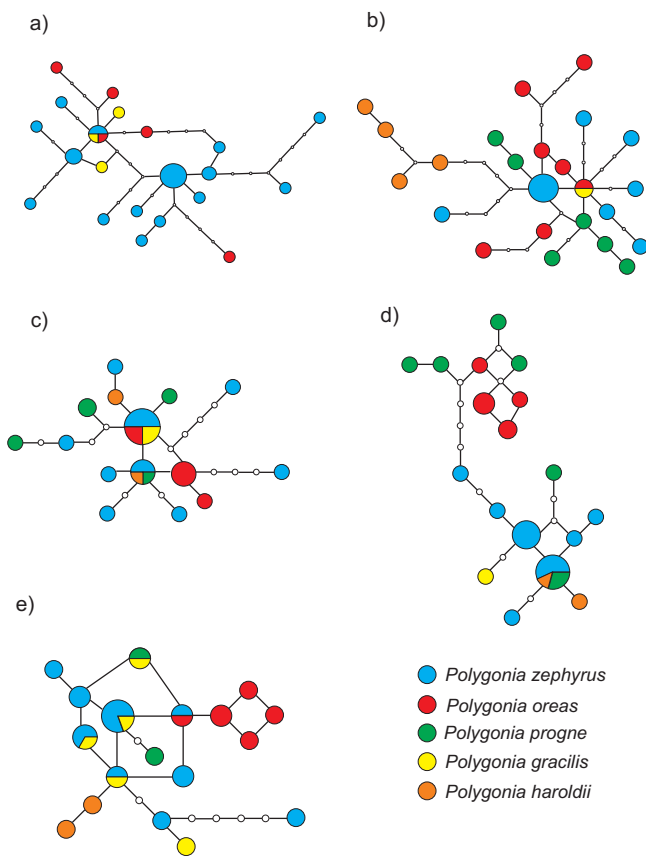 a)
b)
c)
d)
e)
Polygonia zephyrus
Polygonia oreas
Polygonia progne
Polygonia gracilis
Polygonia haroldii